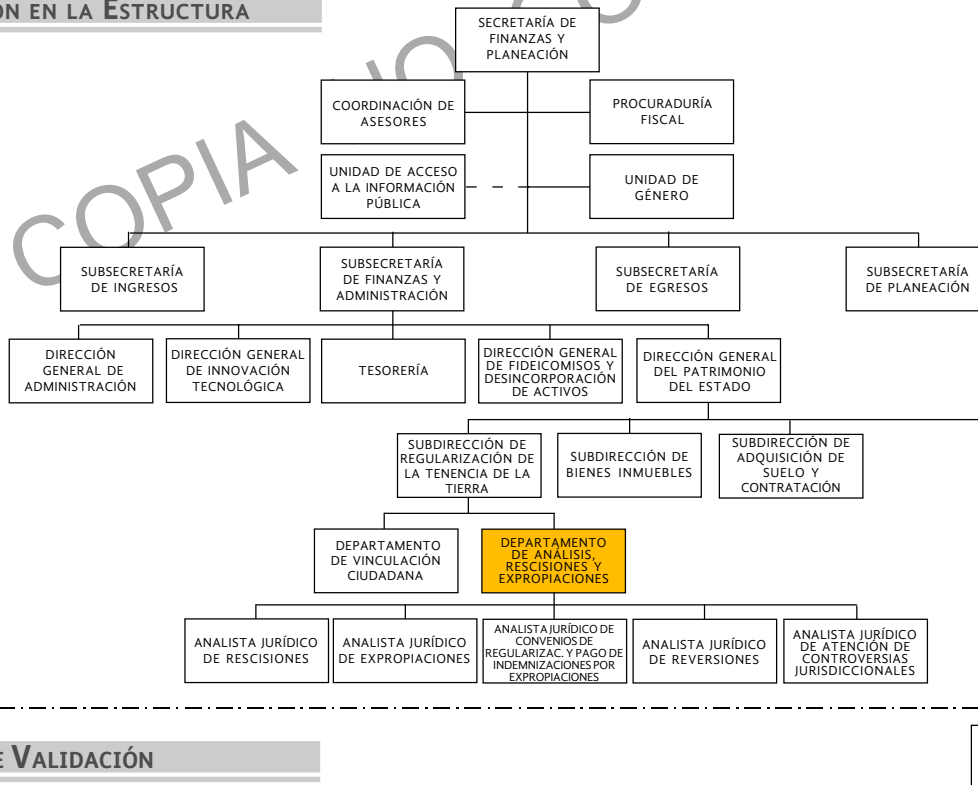 ÓN EN LA ESTRUCTURA
SECRETARÍA DE
FINANZAS Y
PLANEACIÓN
COORDINACIÓN DE
ASESORES
PROCURADURÍA
FISCAL
UNIDAD DE ACCESO
A LA INFORMACIÓN
PÚBLICA
UNIDAD DE
GÉNERO
COPIA NO CO
SUBSECRETARÍA
DE INGRESOS
SUBSECRETARÍA
DE FINANZAS Y
ADMINISTRACIÓN
SUBSECRETARÍA
DE EGRESOS
SUBSECRETARÍA
DE PLANEACIÓN
DIRECCIÓN
GENERAL DE
ADMINISTRACIÓN
DIRECCIÓN GENERAL
DE INNOVACIÓN
TECNOLÓGICA
TESORERÍA
DIRECCIÓN GENERAL
DE FIDEICOMISOS Y
DESINCORPORACIÓN
DE ACTIVOS
DIRECCIÓN GENERAL
DEL PATRIMONIO
DEL ESTADO
SUBDIRECCIÓN DE
REGULARIZACIÓN DE
LA TENENCIA DE LA
TIERRA
SUBDIRECCIÓN DE
BIENES INMUEBLES
SUBDIRECCIÓN DE
ADQUISICIÓN DE
SUELO Y
CONTRATACIÓN
DEPARTAMENTO
DE VINCULACIÓN
CIUDADANA
DEPARTAMENTO
DE ANÁLISIS,
RESCISIONES Y
EXPROPIACIONES
ANALISTA JURÍDICO
DE RESCISIONES
ANALISTA JURÍDICO
DE EXPROPIACIONES
ANALISTA JURÍDICO DE
CONVENIOS DE
REGULARIZAC. Y PAGO DE
INDEMNIZACIONES POR
EXPROPIACIONES
ANALISTA JURÍDICO
DE REVERSIONES
ANALISTA JURÍDICO
DE ATENCIÓN DE
CONTROVERSIAS
JURISDICCIONALES
E VALIDACIÓN